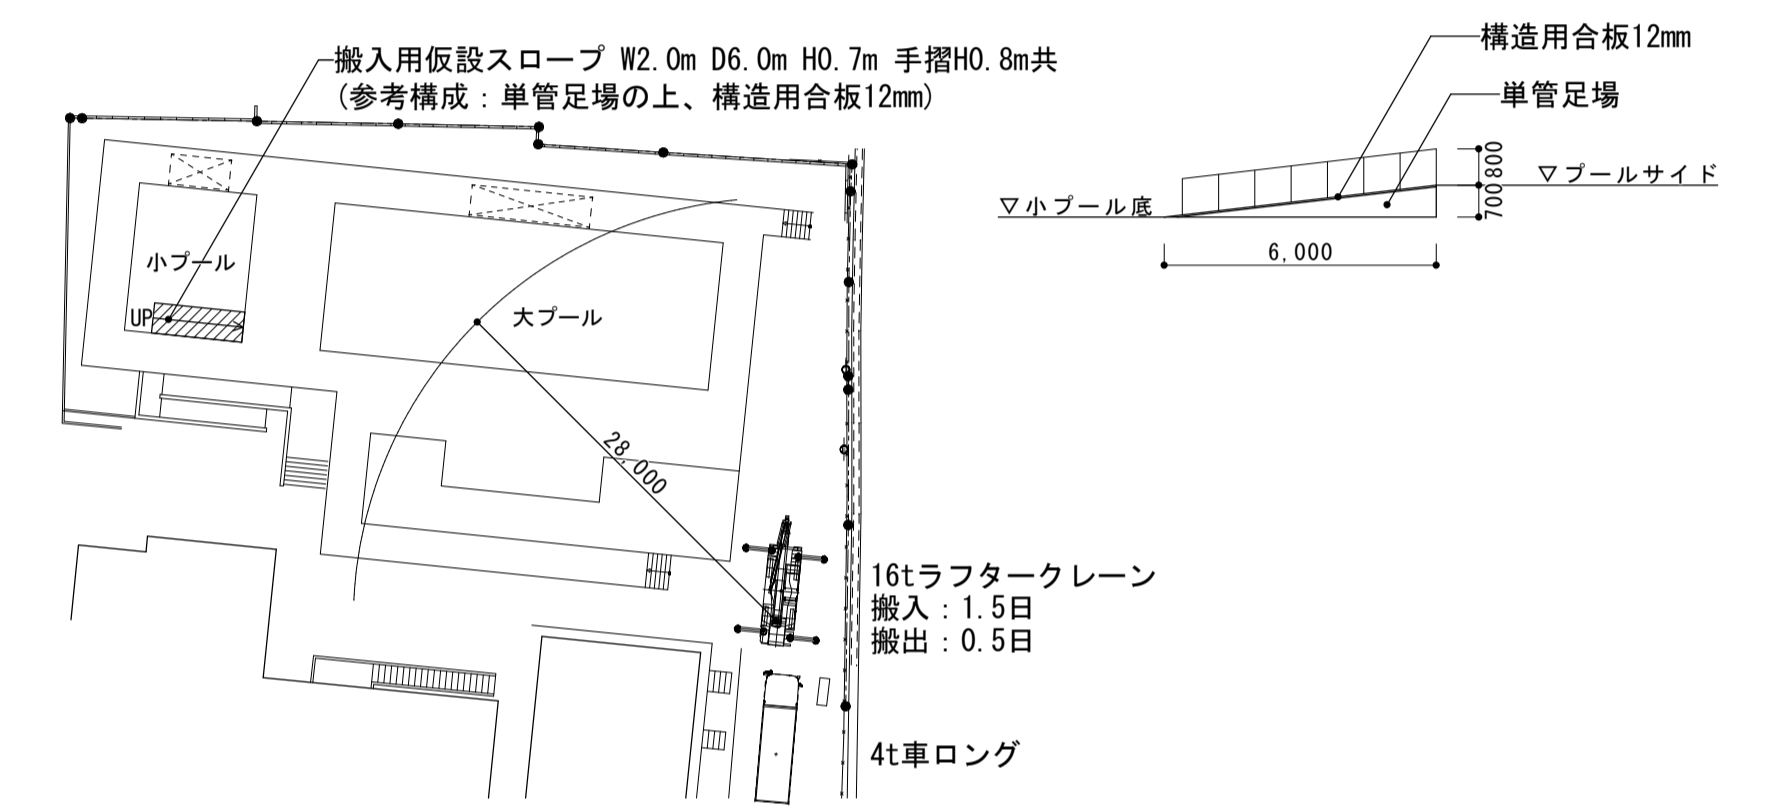 搬入用仮設スロープ W2.0m D6.0m H0.7m 手摺H0.8m共
(参考構成：単管足場の上、構造用合板12mm)
小プール
UP
大プール
28,000
16tラフタークレーン
搬入：1.5日
搬出：0.5日
4t車ロング
構造用合板12mm
単管足場
800
▽プールサイド
700
▽小プール底
6,000